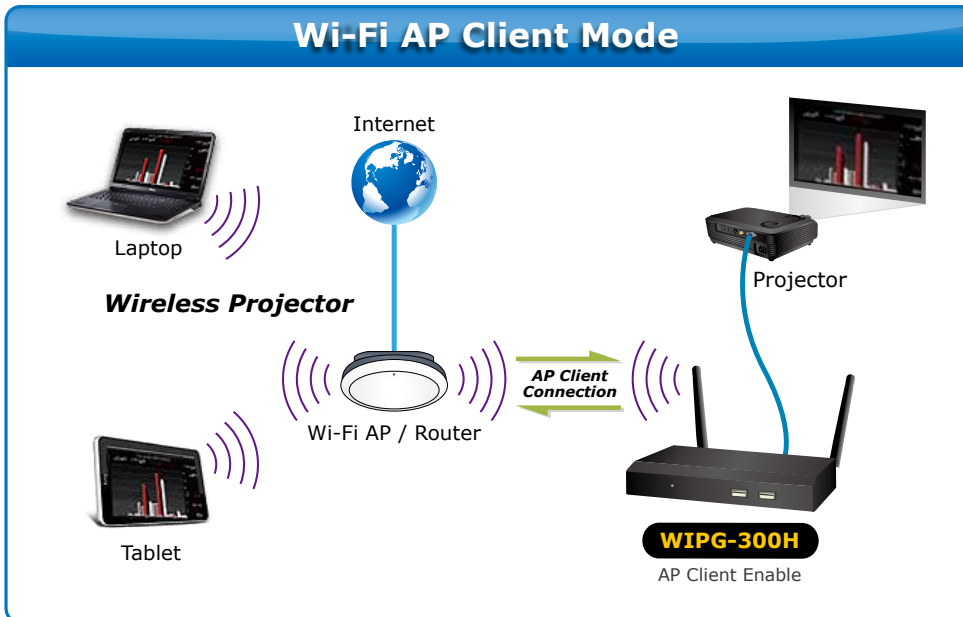 Wi-Fi AP Client Mode
Internet
Laptop
Projector
Wireless Projector
AP Client
Connection
Wi-Fi AP / Router
Tablet
WIPG-300H
AP Client Enable